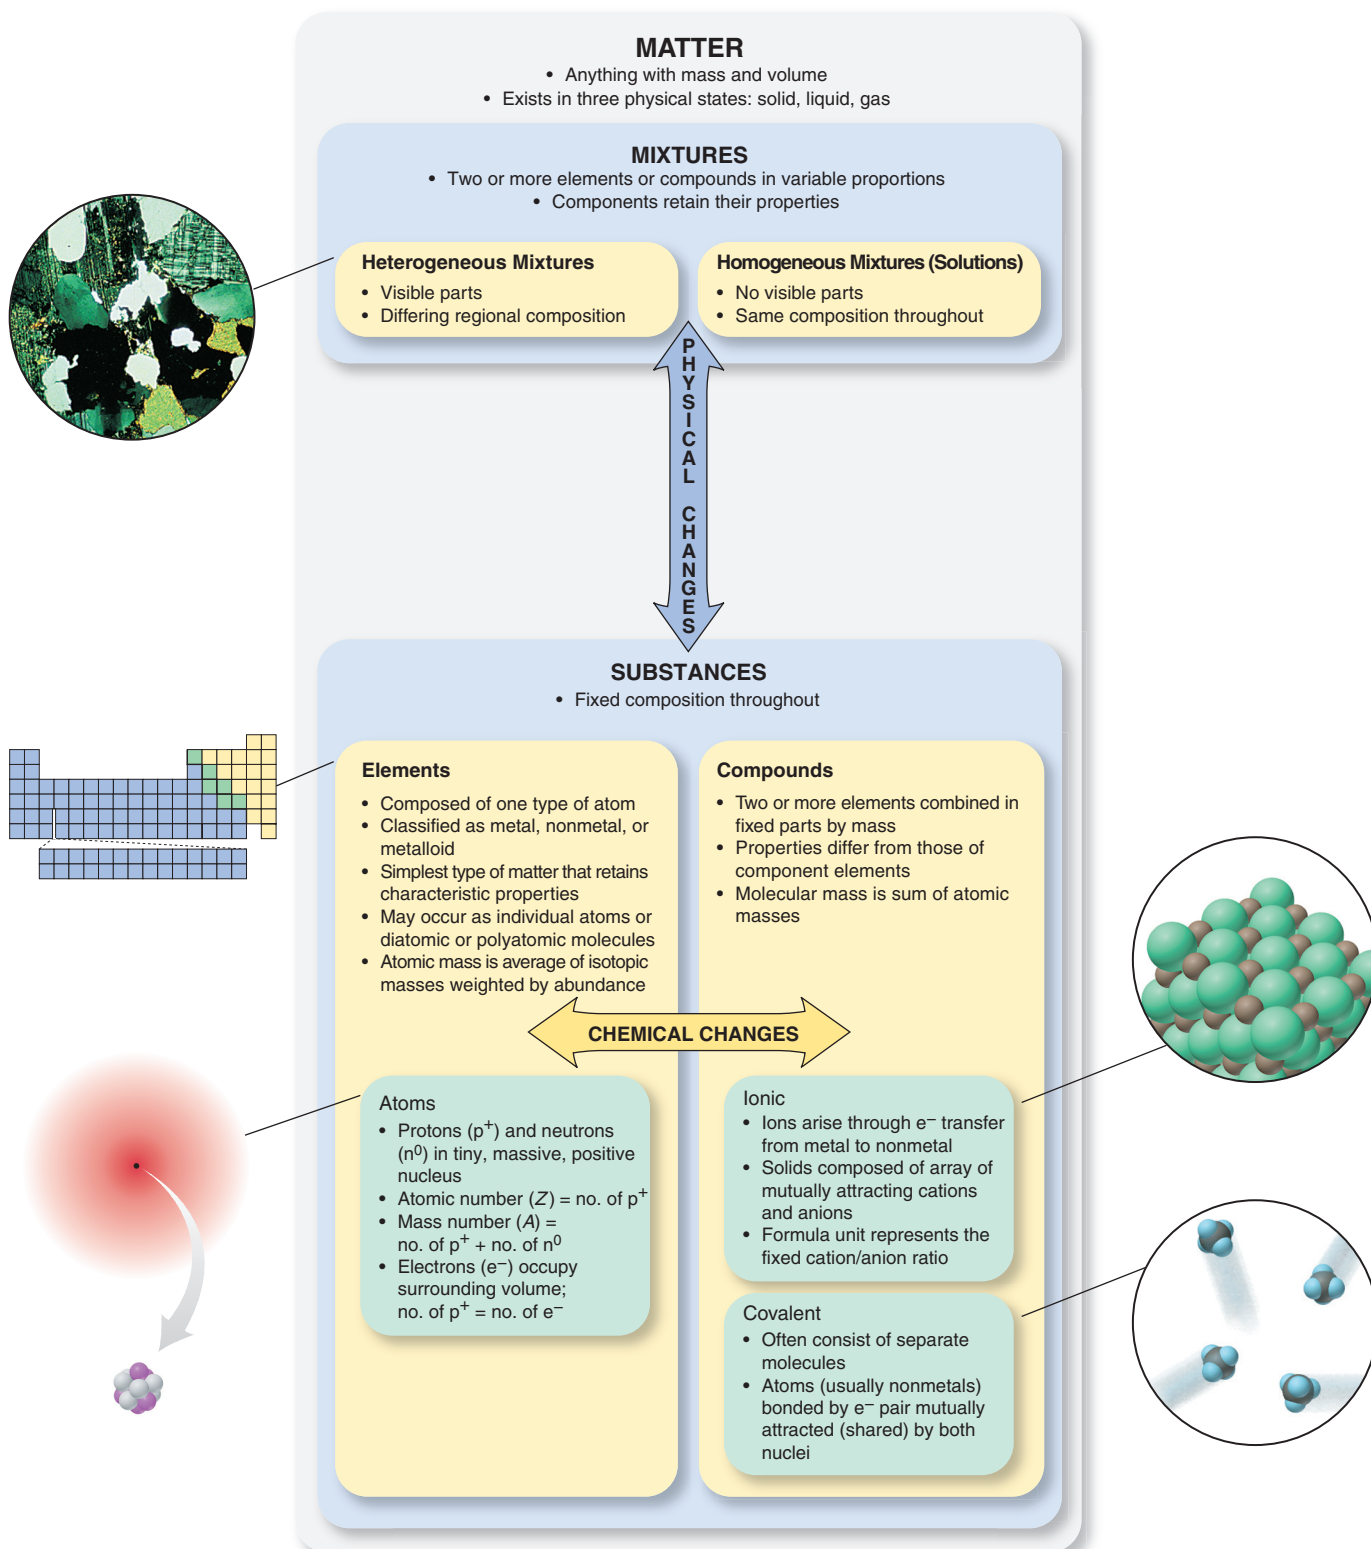 MATTER
• Anything with mass and volume
• Exists in three physical states: solid, liquid, gas
MIXTURES
• Two or more elements or compounds in variable proportions
• Components retain their properties
Heterogeneous Mixtures
• Visible parts
• Differing regional composition
Homogeneous Mixtures (Solutions)
• No visible parts
• Same composition throughout
PHYSICAL CHANGES
SUBSTANCES
• Fixed composition throughout
Elements
• Composed of one type of atom
• Classified as metal, nonmetal, or
metalloid
• Simplest type of matter that retains
characteristic properties
• May occur as individual atoms or
diatomic or polyatomic molecules
• Atomic mass is average of isotopic
masses weighted by abundance
Compounds
• Two or more elements combined in
fixed parts by mass
• Properties differ from those of
component elements
• Molecular mass is sum of atomic
masses
CHEMICAL CHANGES
Atoms
• Protons (p⁺) and neutrons
(n⁰) in tiny, massive, positive
nucleus
• Atomic number (Z) = no. of p⁺
• Mass number (A) =
no. of p⁺ + no. of n⁰
• Electrons (e⁻) occupy
surrounding volume;
no. of p⁺ = no. of e⁻
Ionic
• Ions arise through e⁻ transfer
from metal to nonmetal
• Solids composed of array of
mutually attracting cations
and anions
• Formula unit represents the
fixed cation/anion ratio
Covalent
• Often consist of separate
molecules
• Atoms (usually nonmetals)
bonded by e⁻ pair mutually
attracted (shared) by both
nuclei